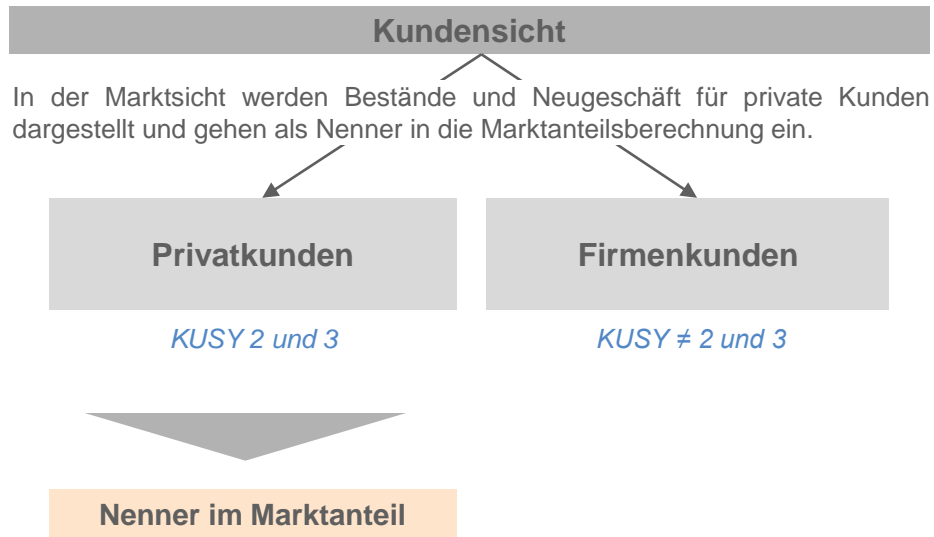 Kundensicht
In der Marktsicht werden Bestände und Neugeschäft für private Kunden
dargestellt und gehen als Nenner in die Marktanteilsberechnung ein.
Privatkunden
Firmenkunden
KUSY 2 und 3
KUSY ≠ 2 und 3
Nenner im Marktanteil